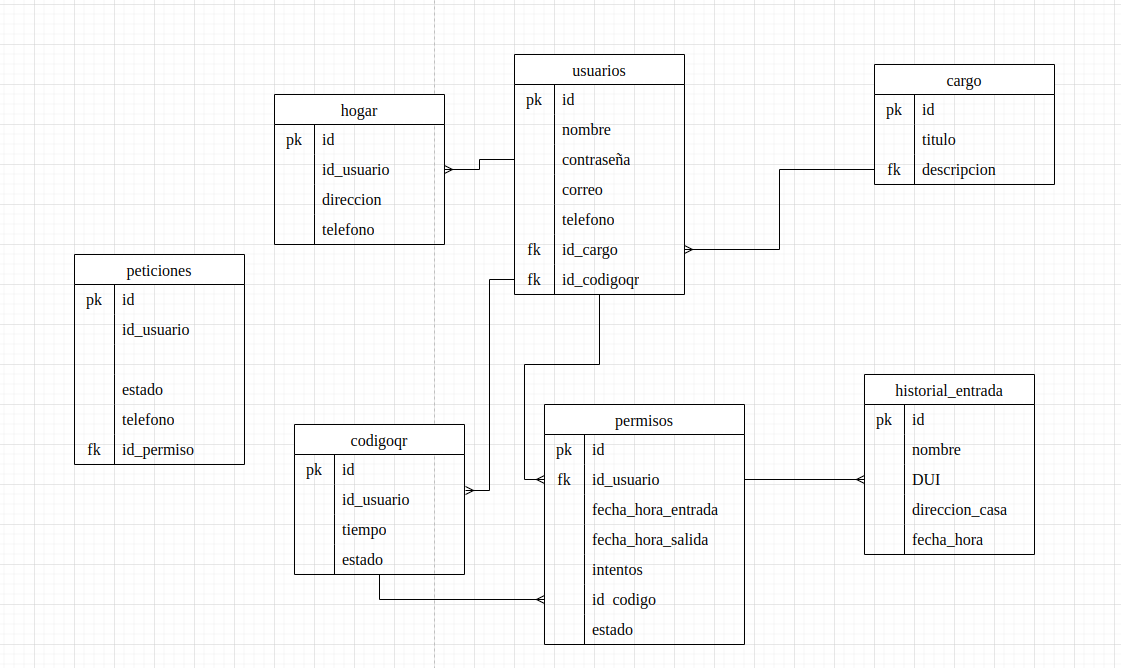 usuarios
pk id
nombre
contraseña
correo
telefono
fk id_cargo
fk id_codigoqr
cargo
pk id
titulo
fk descripcion
hogar
pk id
id_usuario
direccion
telefono
peticiones
pk id
id_usuario
estado
telefono
fk id_permiso
codigoqr
pk id
id_usuario
tiempo
estado
permisos
pk id
fk id_usuario
fecha_hora_entrada
fecha_hora_salida
intentos
id_codigo
estado
historial_entrada
pk id
nombre
DUI
direccion_casa
fecha_hora